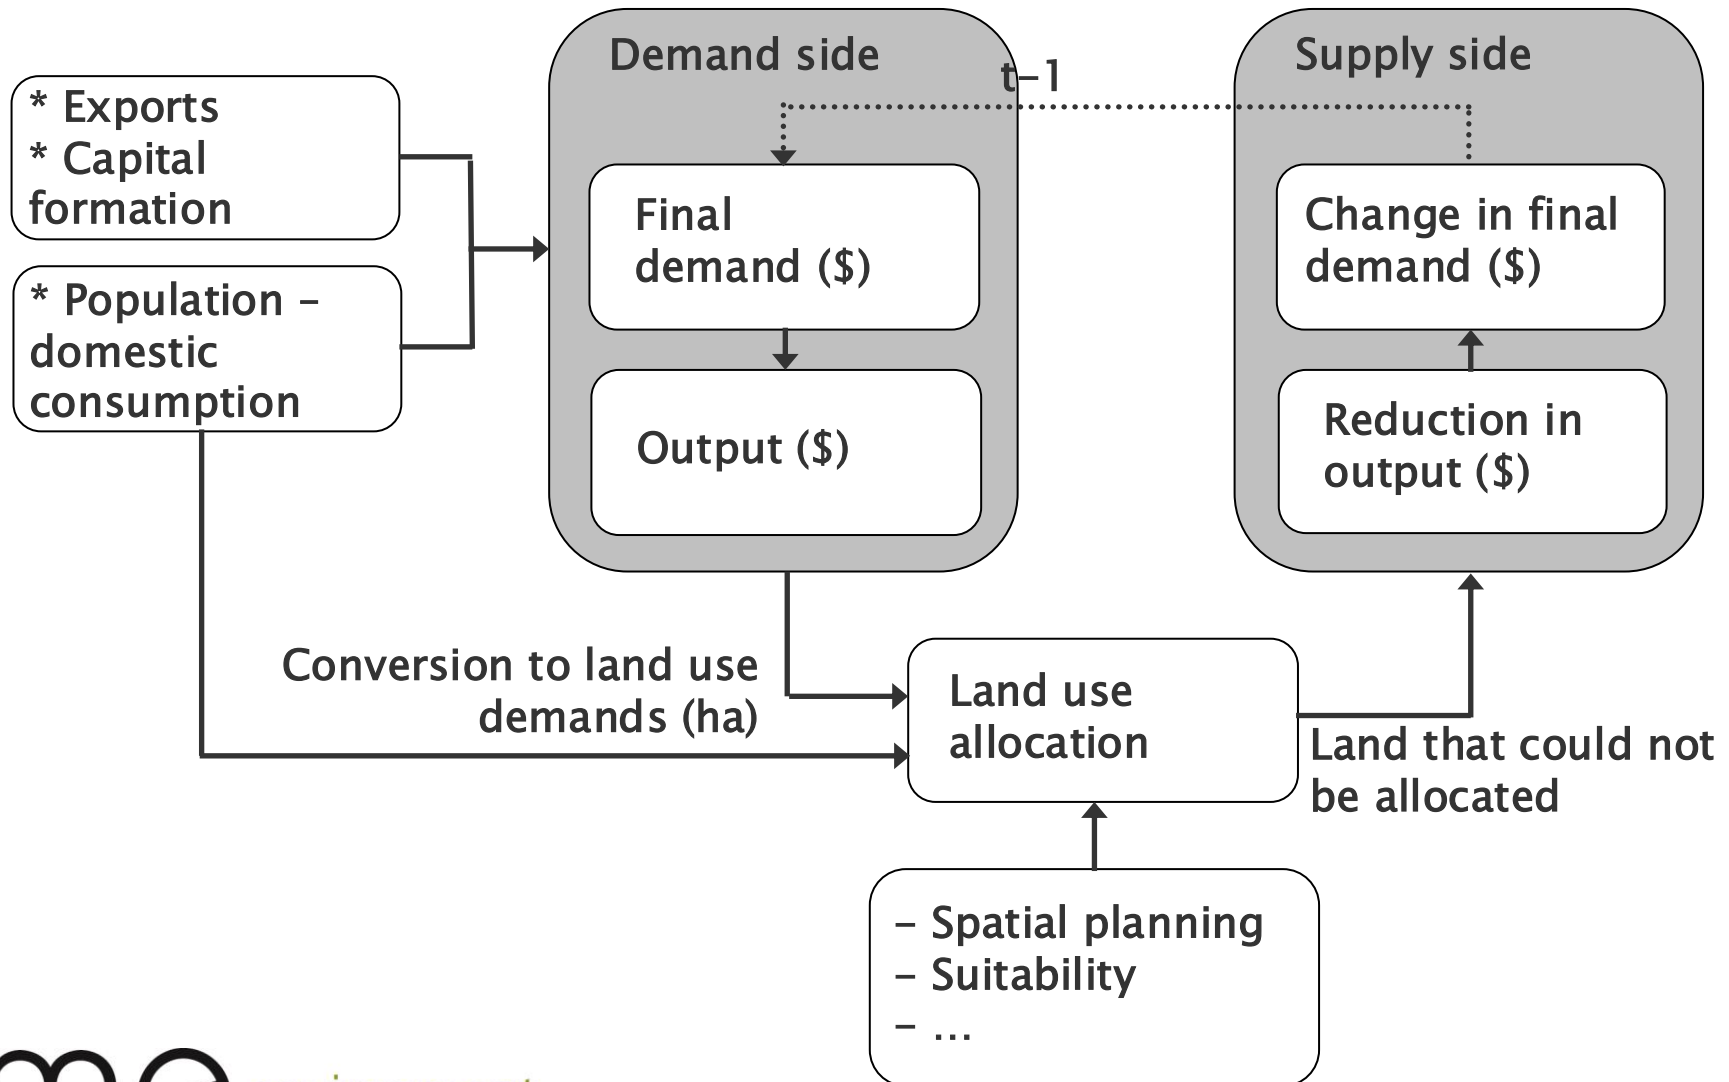 Demand side
t-1
Supply side
* Exports
* Capital
formation
* Population –
domestic
consumption
Final
demand ($)
Output ($)
Change in final
demand ($)
Reduction in
output ($)
Conversion to land use
demands (ha)
Land use
allocation
Land that could not
be allocated
– Spatial planning
– Suitability
– ...